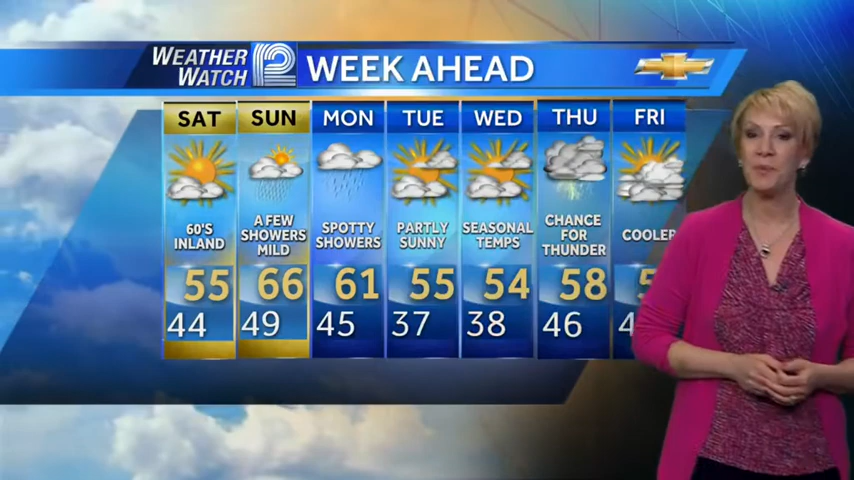 WEATHER
WATCH 12
WEEK AHEAD
SAT SUN MON TUE WED THU FRI
60'S
INLAND
A FEW
SHOWERS
MILD
SPOTTY
SHOWERS
PARTLY
SUNNY
SEASONAL
TEMPS
CHANCE
FOR
THUNDER
COOLER
55 66 61 55 54 58
44 49 45 37 38 46